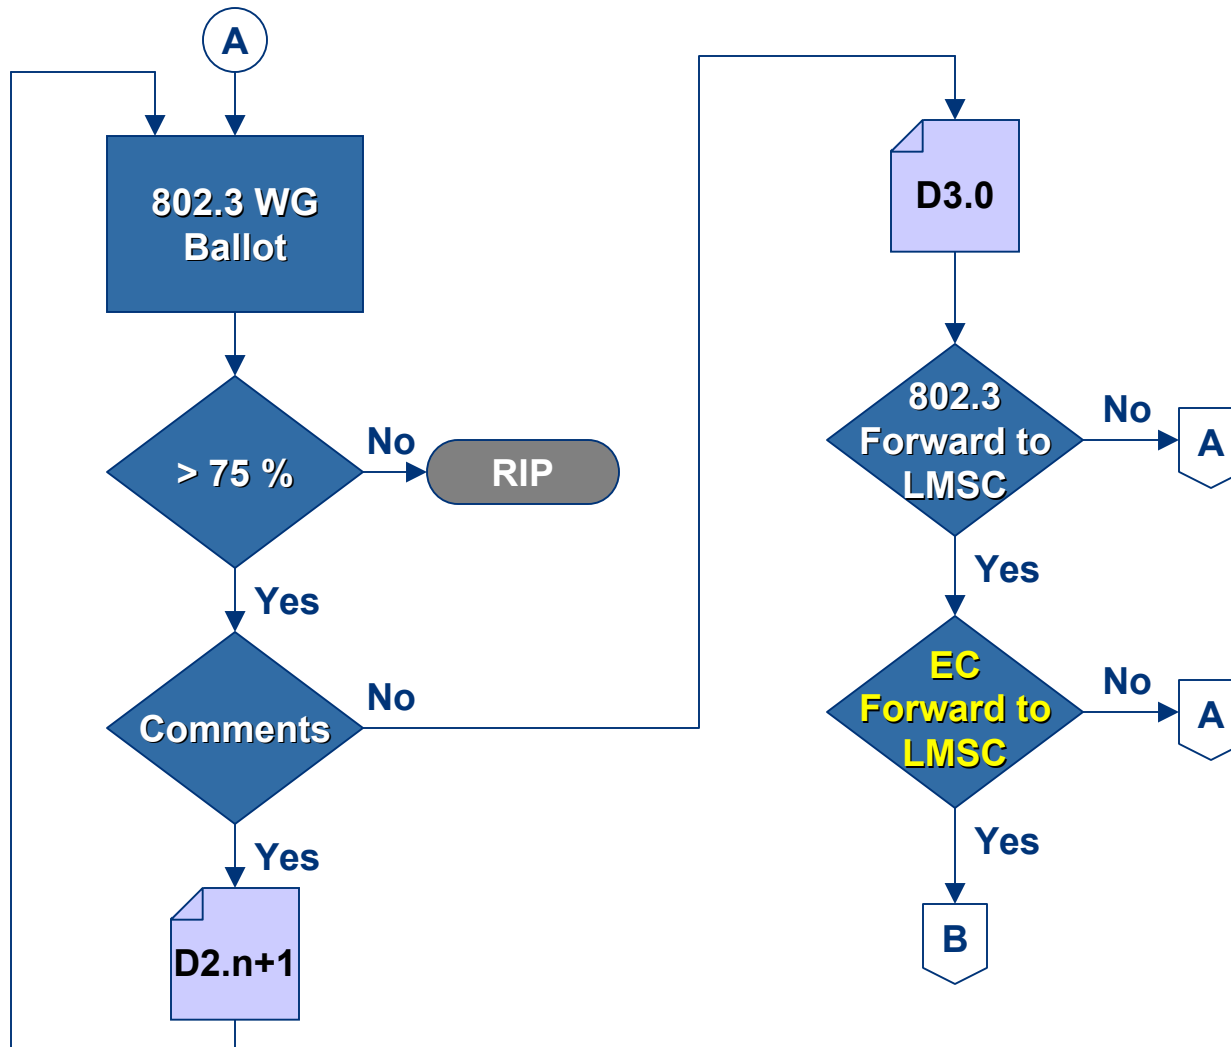 A
802.3 WG
Ballot
> 75 %
No
RIP
Yes
Comments
No
Yes
D2.n+1
D3.0
802.3
Forward to
LMSC
No
A
Yes
EC
Forward to
LMSC
No
A
Yes
B